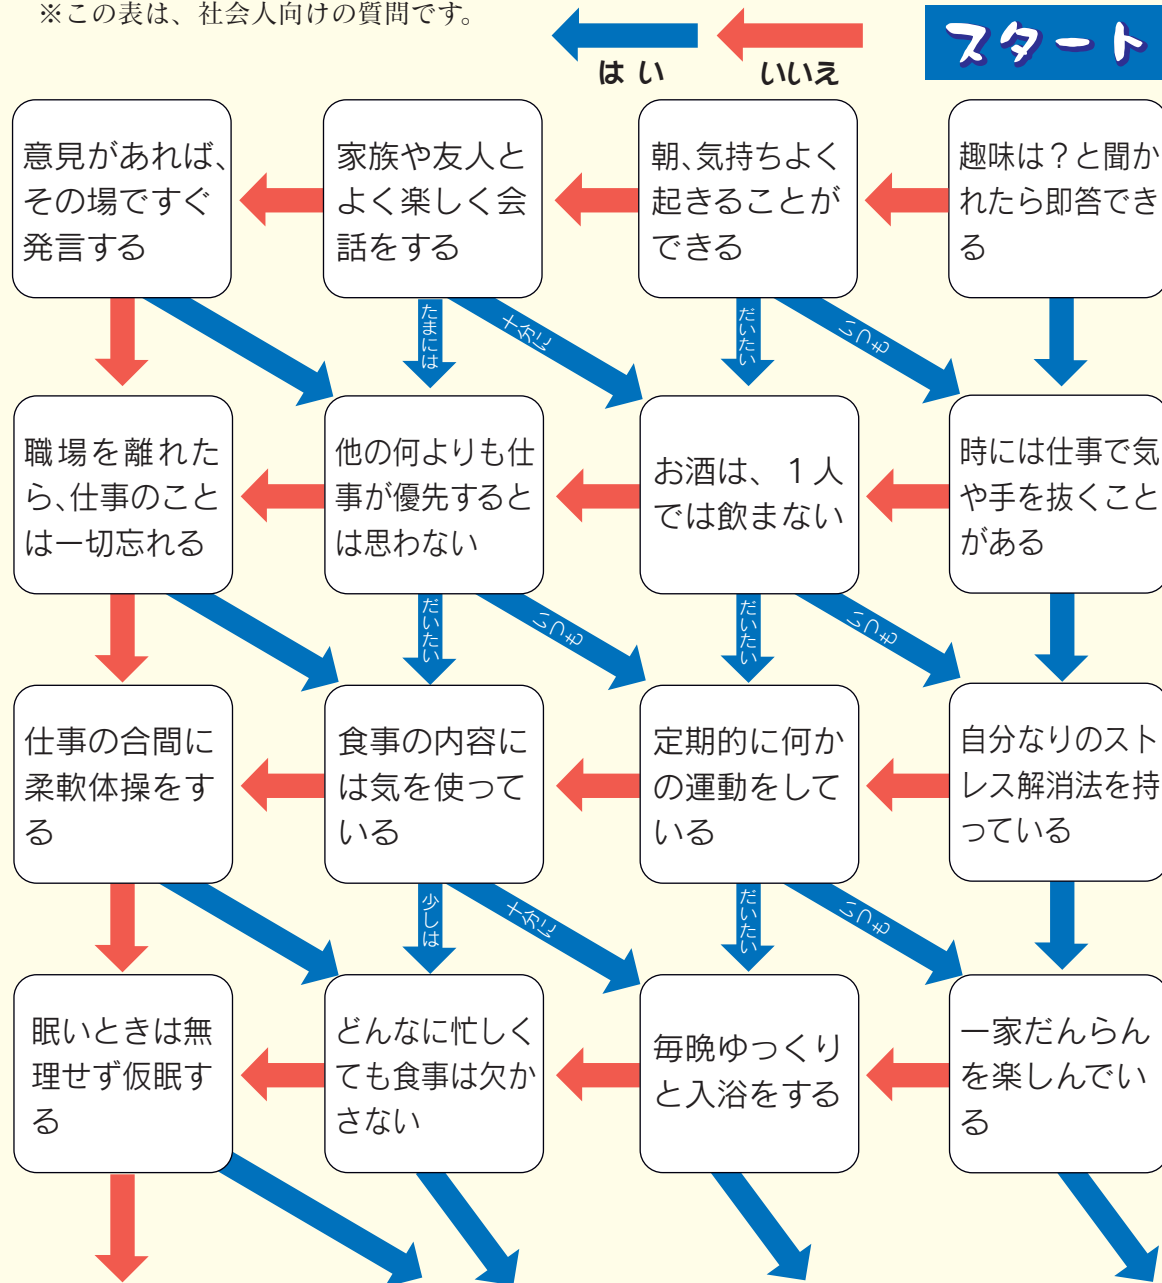 ※この表は、社会人向けの質問です。
はい
いいえ
スタート
意見があれば、
その場ですぐ
発言する
家族や友人と
よく楽しく会
話をする
朝、気持ちよく
起きることが
できる
趣味は？と聞か
れたら即答でき
る
たまには
十分に
だいたい
いつも
職場を離れた
ら、仕事のこと
は一切忘れる
他の何よりも仕
事が優先すると
は思わない
お酒は、１人
では飲まない
時には仕事で気
や手を抜くこと
がある
だいたい
いつも
だいたい
いつも
仕事の合間に
柔軟体操をす
る
食事の内容に
は気を使って
いる
定期的に何か
の運動をして
いる
自分なりのスト
レス解消法を持
っている
少しは
十分に
だいたい
いつも
眠いときは無
理せず仮眠す
る
どんなに忙しく
ても食事は欠か
さない
毎晩ゆっくり
と入浴をする
一家だんらん
を楽しんでい
る